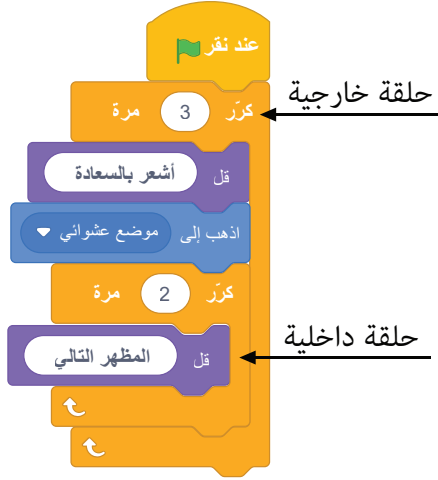 عند نقر
حلقة خارجية
كرّر 3 مرة
قل أشعر بالسعادة
اذهب إلى موضع عشوائي
كرّر 2 مرة
حلقة داخلية
قل المظهر التالي